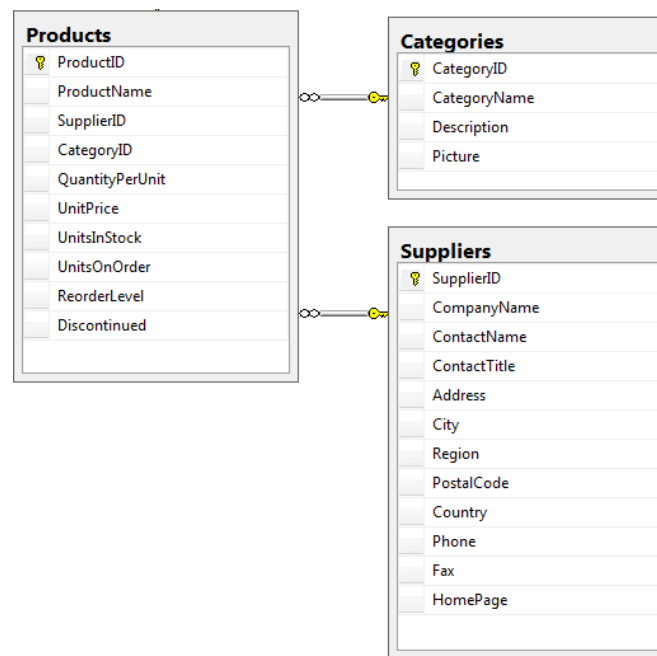 Products
ProductID
ProductName
SupplierID
CategoryID
QuantityPerUnit
UnitPrice
UnitsInStock
UnitsOnOrder
ReorderLevel
Discontinued
Categories
CategoryID
CategoryName
Description
Picture
Suppliers
SupplierID
CompanyName
ContactName
ContactTitle
Address
City
Region
PostalCode
Country
Phone
Fax
HomePage